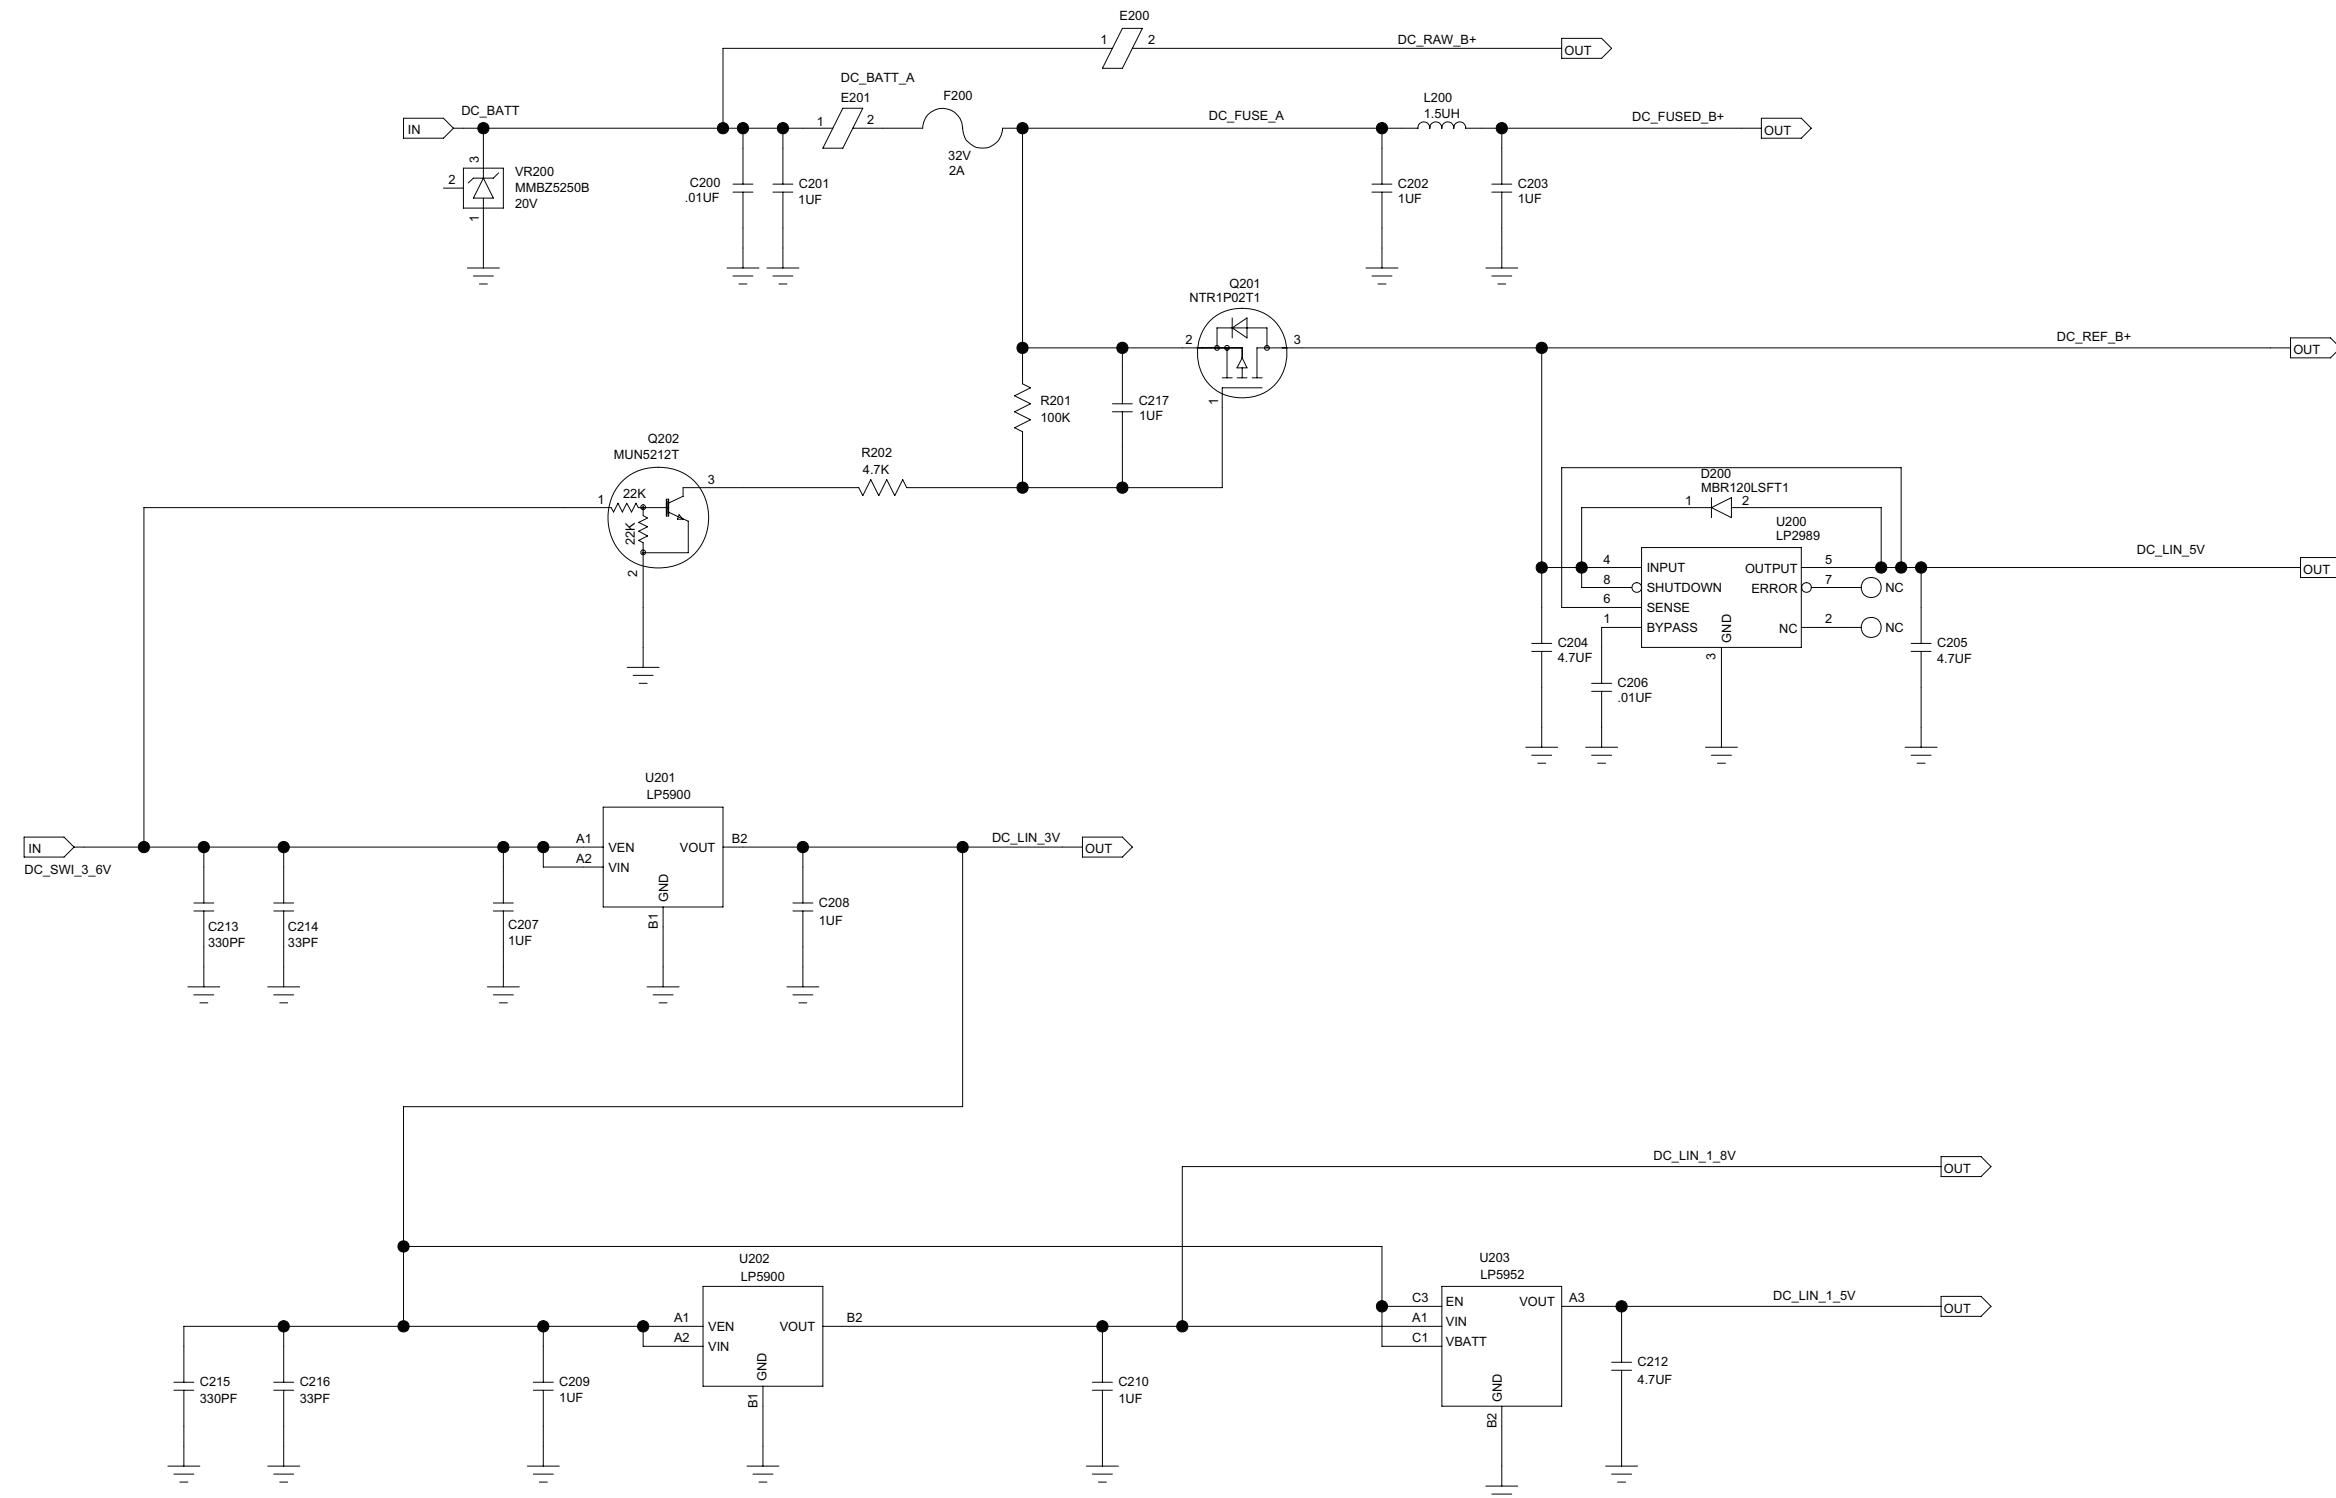 E200
1 2
DC_RAW_B+
OUT
DC_BATT_A
DC_BATT
IN
E201
1 2
F200
32V
2A
DC_FUSE_A
L200
1.5UH
DC_FUSED_B+
OUT
3
2
1
VR200
MMBZ5250B
20V
C200
.01UF
C201
1UF
C202
1UF
C203
1UF
Q201
NTR1P02T1
2 3
1
DC_REF_B+
OUT
R201
100K
C217
1UF
Q202
MUN5212T
1
22K
22K
3
2
R202
4.7K
D200
MBR120LSFT1
1 2
U200
LP2989
4 INPUT
8 SHUTDOWN
6 SENSE
1 BYPASS
OUTPUT 5
ERROR 7 NC
NC 2 NC
GND
3
DC_LIN_5V
OUT
C204
4.7UF
C206
.01UF
C205
4.7UF
U201
LP5900
IN
DC_SWI_3_6V
A1 VEN
A2 VIN
VOUT B2
GND
B1
DC_LIN_3V
OUT
C213
330PF
C214
33PF
C207
1UF
C208
1UF
DC_LIN_1_8V
OUT
U202
LP5900
A1 VEN
A2 VIN
VOUT B2
GND
B1
U203
LP5952
C3 EN
A1 VIN
C1 VBATT
VOUT A3
GND
B2
DC_LIN_1_5V
OUT
C215
330PF
C216
33PF
C209
1UF
C210
1UF
C212
4.7UF